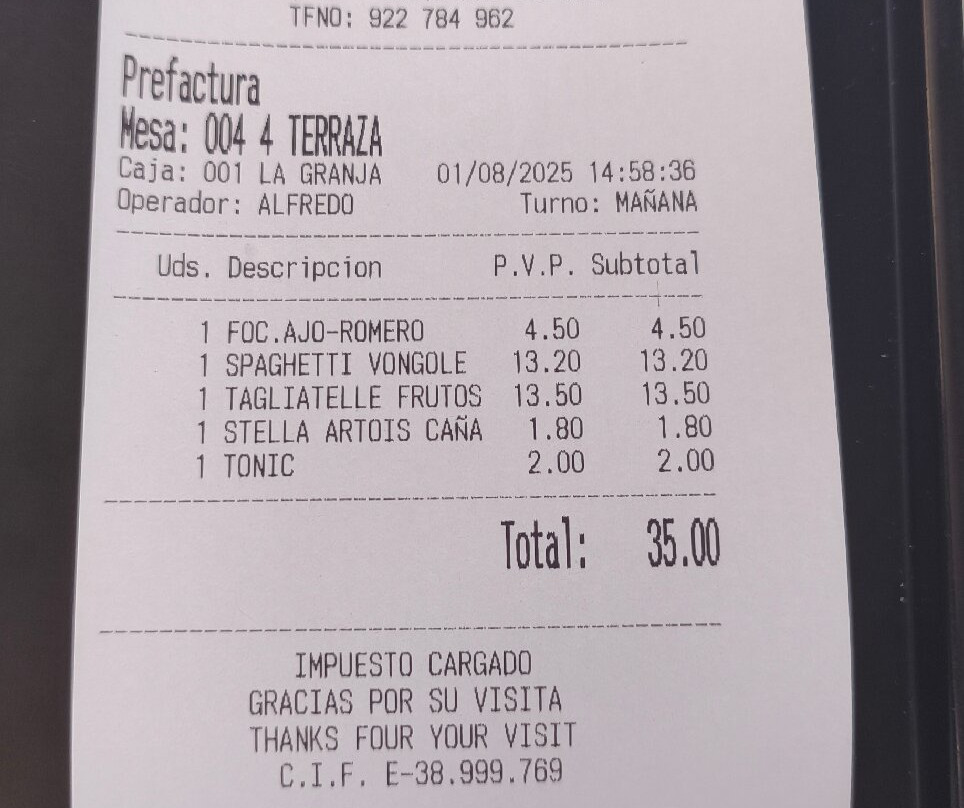 TFNO: 922 784 962
Prefactura
Mesa: 004 4 TERRAZA
Caja: 001 LA GRANJA 01/08/2025 14:58:36
Operador: ALFREDO Turno: MAÑANA
Uds. Descripcion P.V.P. Subtotal
1 FOC.AJO-ROMERO 4.50 4.50
1 SPAGHETTI VONGOLE 13.20 13.20
1 TAGLIATELLE FRUTOS 13.50 13.50
1 STELLA ARTOIS CAÑA 1.80 1.80
1 TONIC 2.00 2.00
Total: 35.00
IMPUESTO CARGADO
GRACIAS POR SU VISITA
THANKS FOUR YOUR VISIT
C.I.F. E-38.999.769